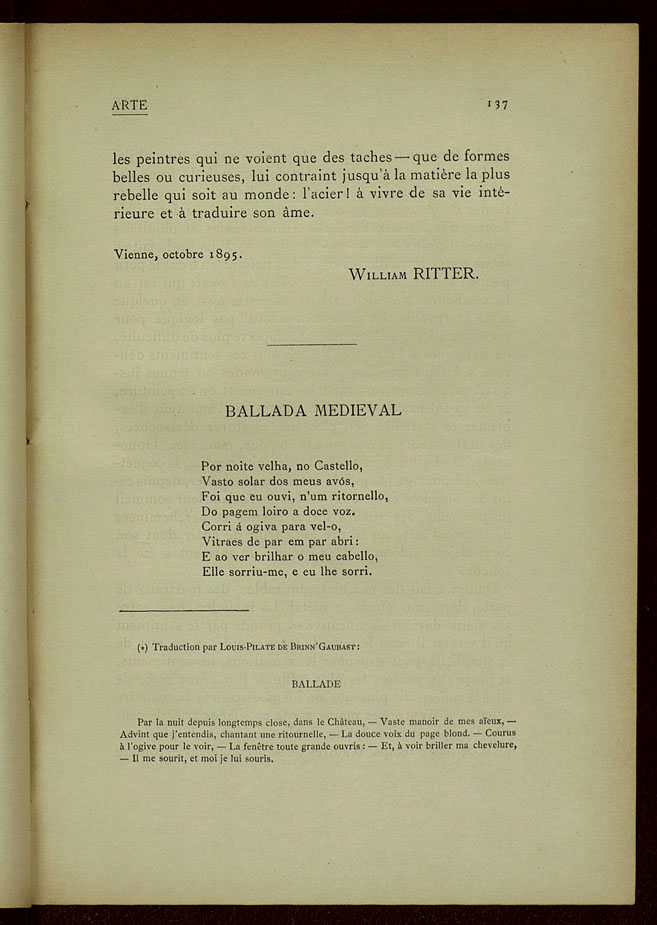 ARTE 137
les peintres qui ne voient que des taches — que de formes
belles ou curieuses, lui contraint jusqu'à la matière la plus
rebelle qui soit au monde: l'acier! à vivre de sa vie inté-
rieure et à traduire son âme.
Vienne, octobre 1895.
WILLIAM RITTER.
BALLADA MEDIEVAL
Por noite velha, no Castello,
Vasto solar dos meus avós,
Foi que eu ouvi, n'um ritornello,
Do pagem loiro a doce voz.
Corri á ogiva para vel-o,
Vitraes de par em par abri:
E ao ver brilhar o meu cabello,
Elle sorriu-me, e eu lhe sorri.
(*) Traduction par LOUIS-PILATE DE BRINN'GAUBAST:
BALLADE
Par la nuit depuis longtemps close, dans le Château, — Vaste manoir de mes aïeux, —
Advint que j'entendis, chantant une ritournelle, — La douce voix du page blond. — Courus
à l'ogive pour le voir, — La fenêtre toute grande ouvris: — Et, à voir briller ma chevelure,
— Il me sourit, et moi je lui souris.